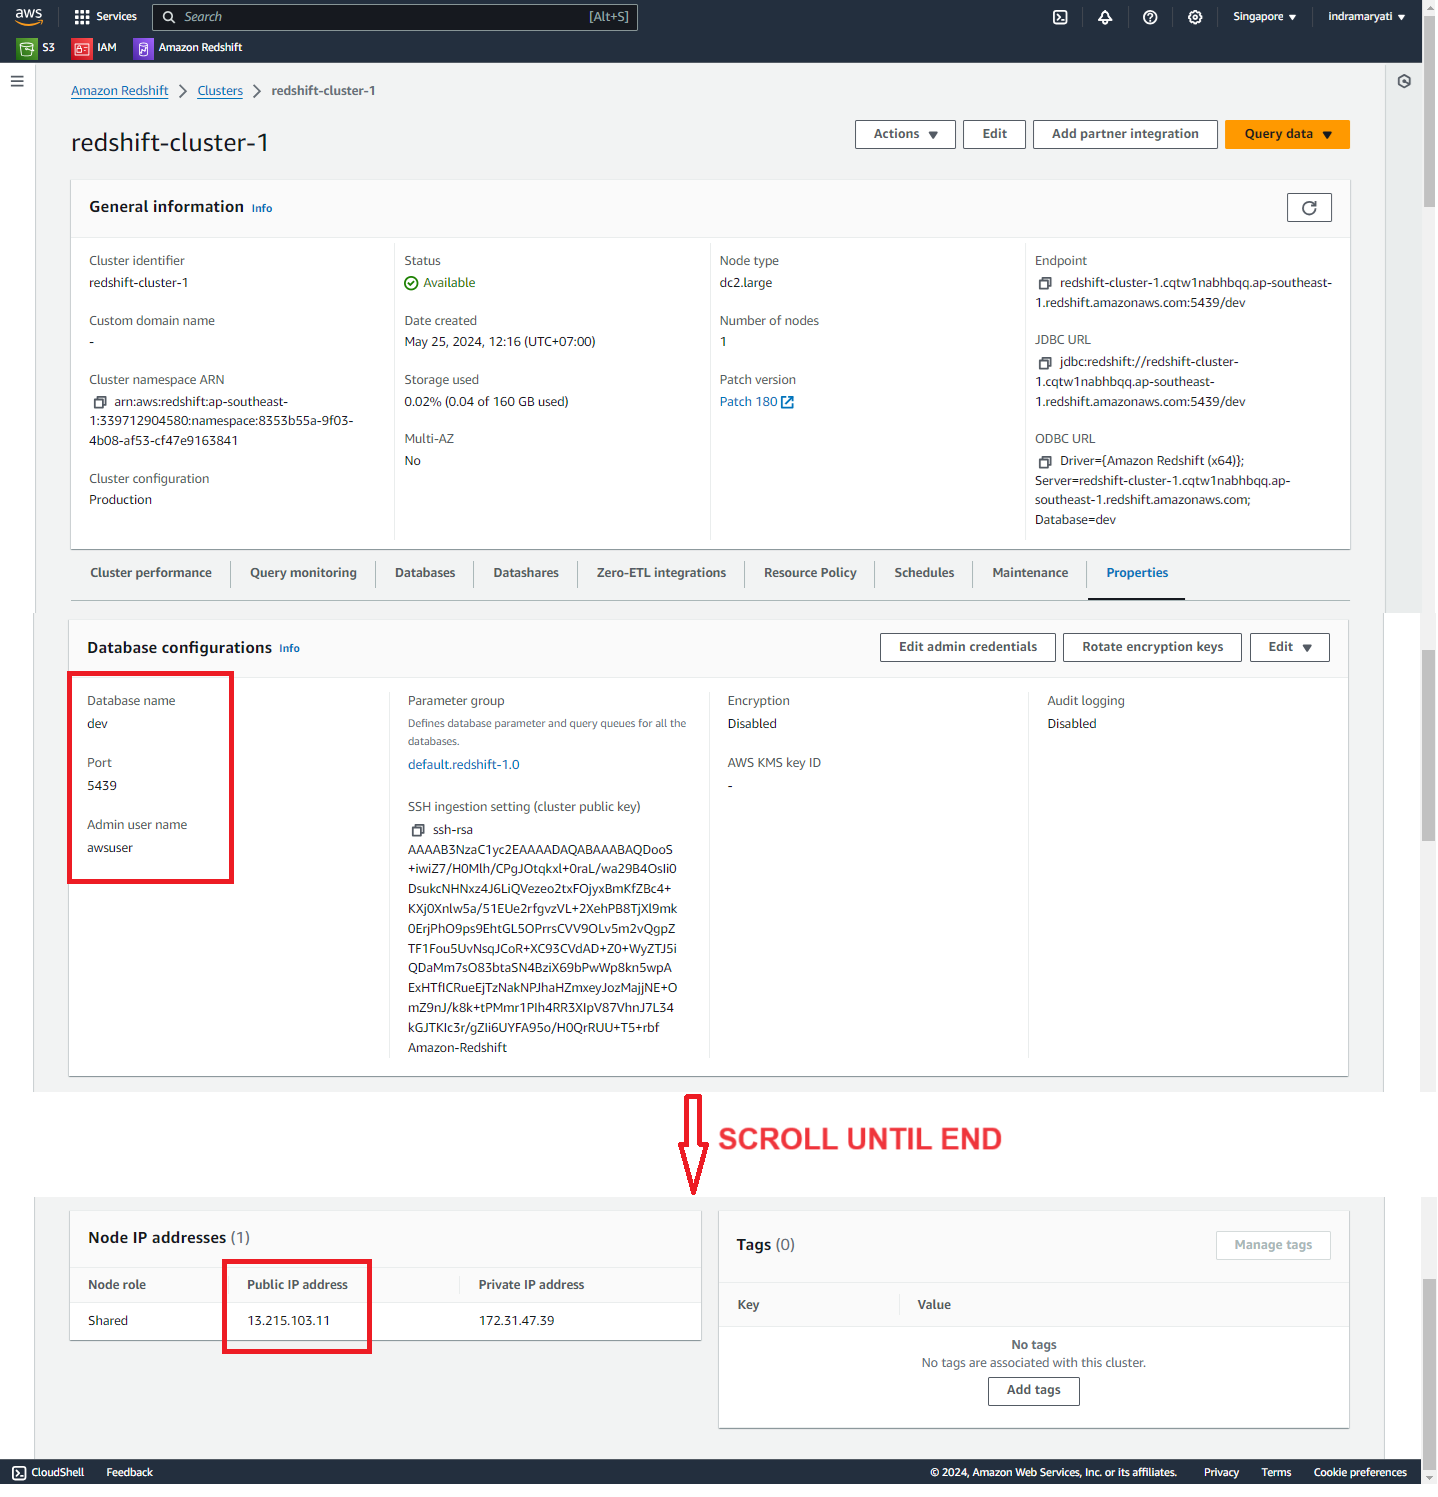 aws
Services
Search
[Alt+S]
Singapore
indramaryati
S3
IAM
Amazon Redshift
Amazon Redshift
Clusters
redshift-cluster-1
redshift-cluster-1
Actions
Edit
Add partner integration
Query data
General information Info
Cluster identifier
redshift-cluster-1
Custom domain name
-
Cluster namespace ARN
arn:aws:redshift:ap-southeast-
1:339712904580:namespace:8353b55a-9f03-
4b08-af53-cf47e9163841
Cluster configuration
Production
Status
Available
Date created
May 25, 2024, 12:16 (UTC+07:00)
Storage used
0.02% (0.04 of 160 GB used)
Multi-AZ
No
Node type
dc2.large
Number of nodes
1
Patch version
Patch 180
Endpoint
redshift-cluster-1.cqtw1nabhbqq.ap-southeast-
1.redshift.amazonaws.com:5439/dev
JDBC URL
jdbc:redshift://redshift-cluster-
1.cqtw1nabhbqq.ap-southeast-
1.redshift.amazonaws.com:5439/dev
ODBC URL
Driver={Amazon Redshift (x64)};
Server=redshift-cluster-1.cqtw1nabhbqq.ap-
southeast-1.redshift.amazonaws.com;
Database=dev
Cluster performance
Query monitoring
Databases
Datashares
Zero-ETL integrations
Resource Policy
Schedules
Maintenance
Properties
Database configurations Info
Edit admin credentials
Rotate encryption keys
Edit
Database name
dev
Port
5439
Admin user name
awsuser
Parameter group
Defines database parameter and query queues for all the
databases.
default.redshift-1.0
SSH ingestion setting (cluster public key)
ssh-rsa
AAAAB3NzaC1yc2EAAAADAQABAAABAQDooS
+iwiZ7/H0Mlh/CPgJOtqkxl+0raL/wa29B4OsIi0
DsukcNHNxz4J6LiQVezeo2txFOjyxBmKfZBc4+
KXj0Xnlw5a/51EUe2rfgvzVL+2XehPB8TjXl9mk
0ErjPhO9ps9EhtGL5OPrrsCVV9OLv5m2vQgpZ
TF1Fou5UvNsqJCoR+XC93CVdAD+Z0+WyZTJ5i
QDaMm7sO83btaSN4BziX69bPwWp8kn5wpA
ExHTfICRueEjTzNakNPJhaHZmxeyJozMajjNE+O
mZ9nJ/k8k+tPMmr1PIh4RR3XIpV87VhnJ7L34
kGJTKIc3r/gZIi6UYFA95o/H0QrRUU+T5+rbf
Amazon-Redshift
Encryption
Disabled
AWS KMS key ID
-
Audit logging
Disabled
SCROLL UNTIL END
Node IP addresses (1)
Node role
Public IP address
Private IP address
Shared
13.215.103.11
172.31.47.39
Tags (0)
Manage tags
Key
Value
No tags
No tags are associated with this cluster.
Add tags
CloudShell
Feedback
© 2024, Amazon Web Services, Inc. or its affiliates.
Privacy
Terms
Cookie preferences